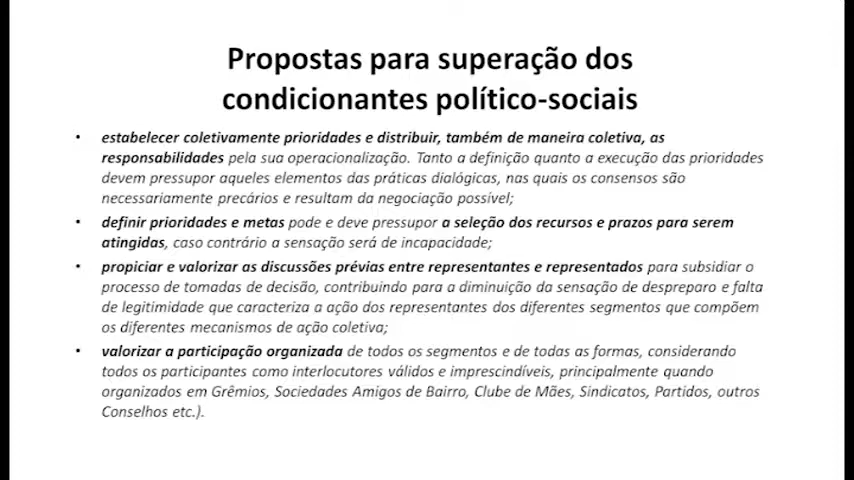 Propostas para superação dos
condicionantes político-sociais
• estabelecer coletivamente prioridades e distribuir, também de maneira coletiva, as
responsabilidades pela sua operacionalização. Tanto a definição quanto a execução das prioridades
devem pressupor aqueles elementos das práticas dialógicas, nas quais os consensos são
necessariamente precários e resultam da negociação possível;
• definir prioridades e metas pode e deve pressupor a seleção dos recursos e prazos para serem
atingidas, caso contrário a sensação será de incapacidade;
• propiciar e valorizar as discussões prévias entre representantes e representados para subsidiar o
processo de tomadas de decisão, contribuindo para a diminuição da sensação de despreparo e falta
de legitimidade que caracteriza a ação dos representantes dos diferentes segmentos que compõem
os diferentes mecanismos de ação coletiva;
• valorizar a participação organizada de todos os segmentos e de todas as formas, considerando
todos os participantes como interlocutores válidos e imprescindíveis, principalmente quando
organizados em Grêmios, Sociedades Amigos de Bairro, Clube de Mães, Sindicatos, Partidos, outros
Conselhos etc.).